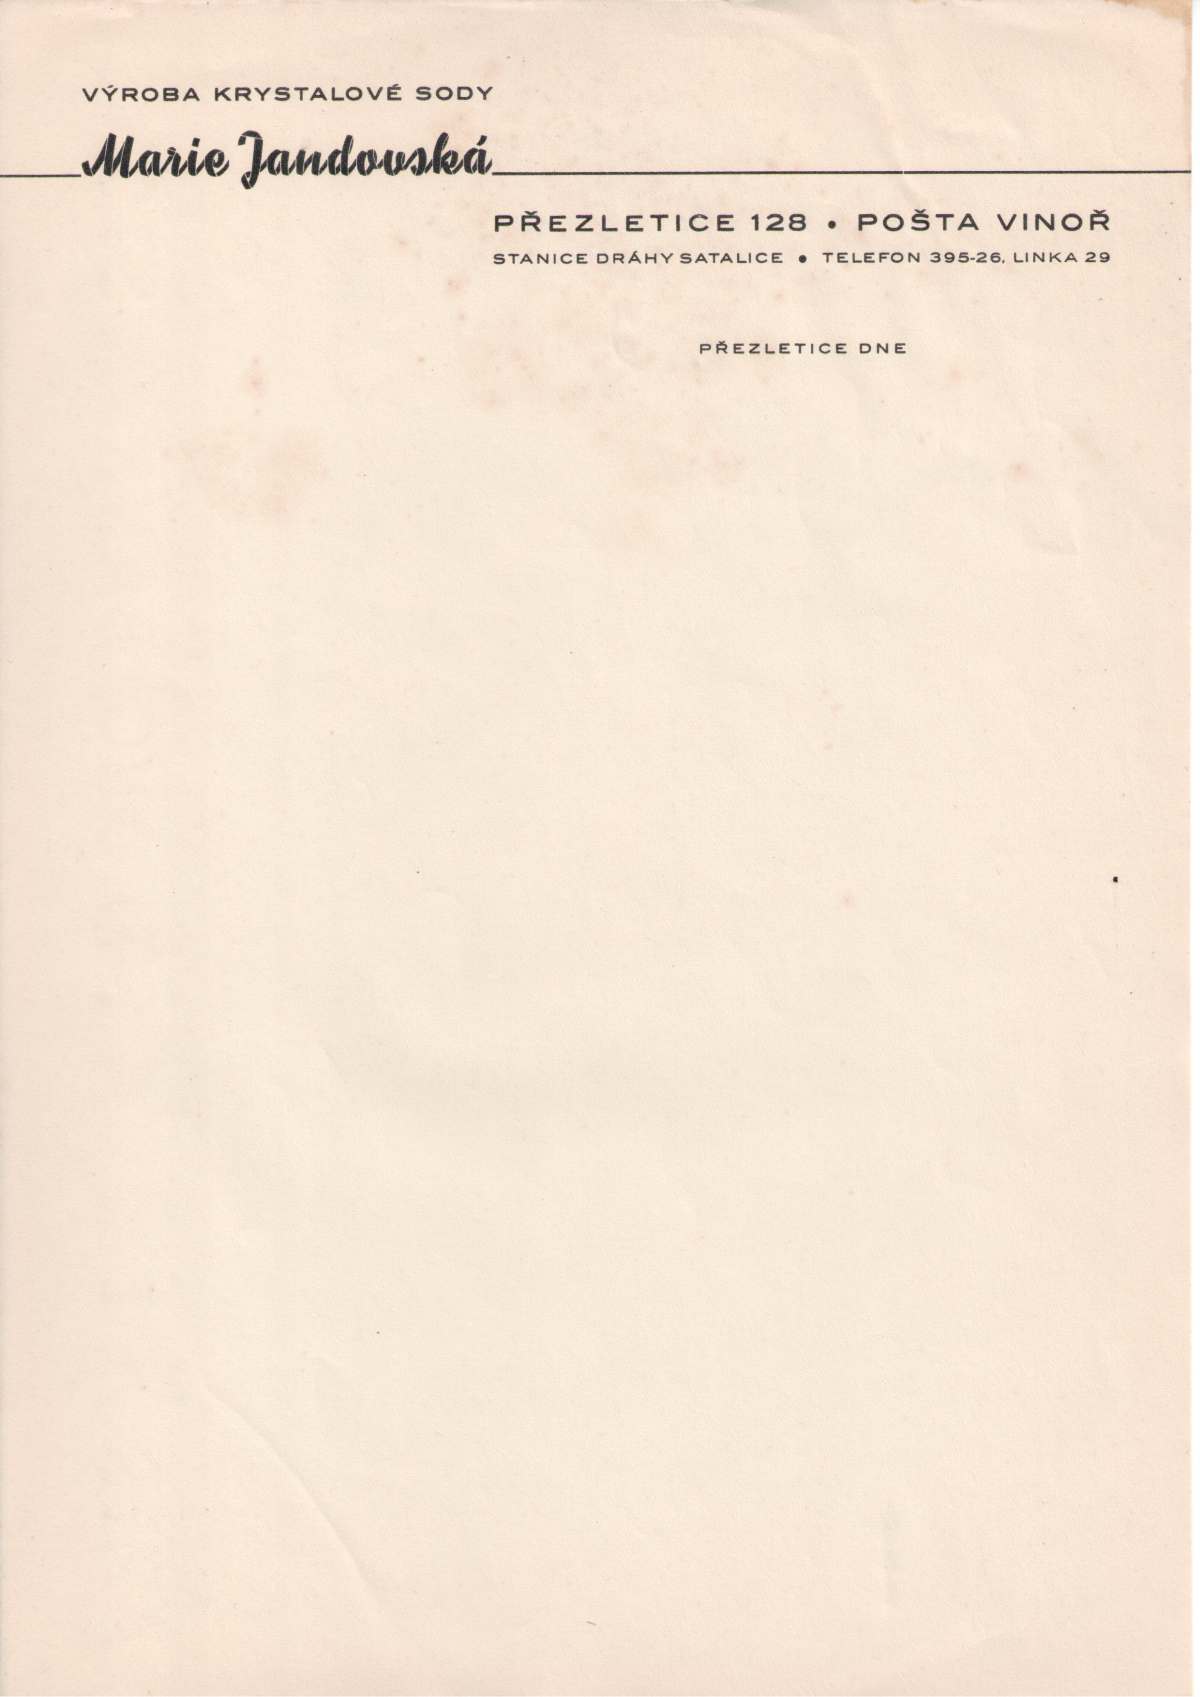 VÝROBA KRYSTALOVÉ SODY
Marie Jandovská
PŘEZLETICE 128 • POŠTA VINOŘ
STANICE DRÁHY SATALICE • TELEFON 395-26, LINKA 29
PŘEZLETICE DNE